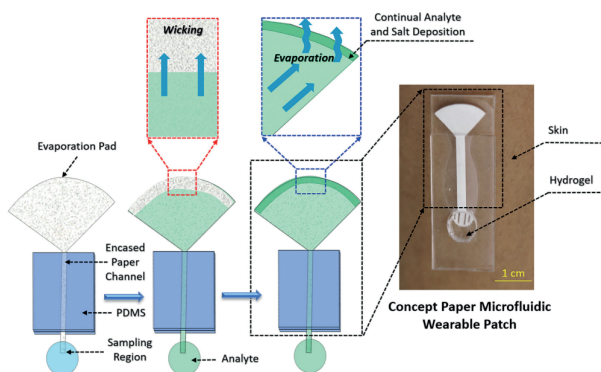 Wicking
Evaporation
Continual Analyte
and Salt Deposition
Evaporation Pad
Encased
Paper
Channel
PDMS
Sampling
Region
Analyte
Skin
Hydrogel
1 cm
Concept Paper Microfluidic
Wearable Patch